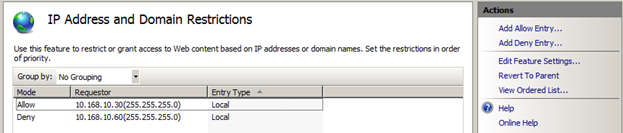 IP Address and Domain Restrictions
Use this feature to restrict or grant access to Web content based on IP addresses or domain names. Set the restrictions in order
of priority.
Group by: No Grouping
Mode Requestor Entry Type
Allow 10.168.10.30(255.255.255.0) Local
Deny 10.168.10.60(255.255.255.0) Local
Actions
Add Allow Entry...
Add Deny Entry...
Edit Feature Settings...
Revert To Parent
View Ordered List...
Help
Online Help